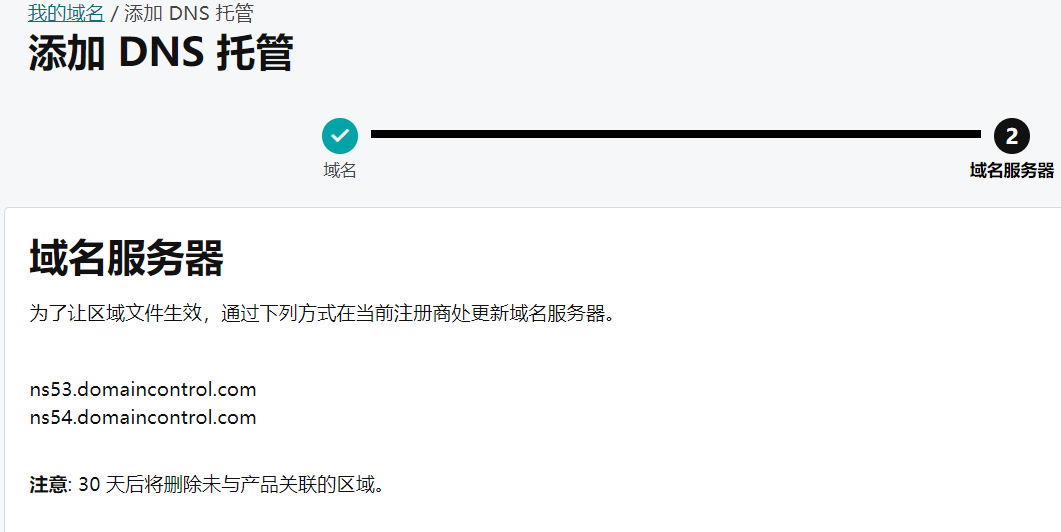 我的域名 / 添加 DNS 托管
添加 DNS 托管
2
域名
域名服务器
域名服务器
为了让区域文件生效，通过下列方式在当前注册商处更新域名服务器。
ns53.domaincontrol.com
ns54.domaincontrol.com
注意: 30 天后将删除未与产品关联的区域。